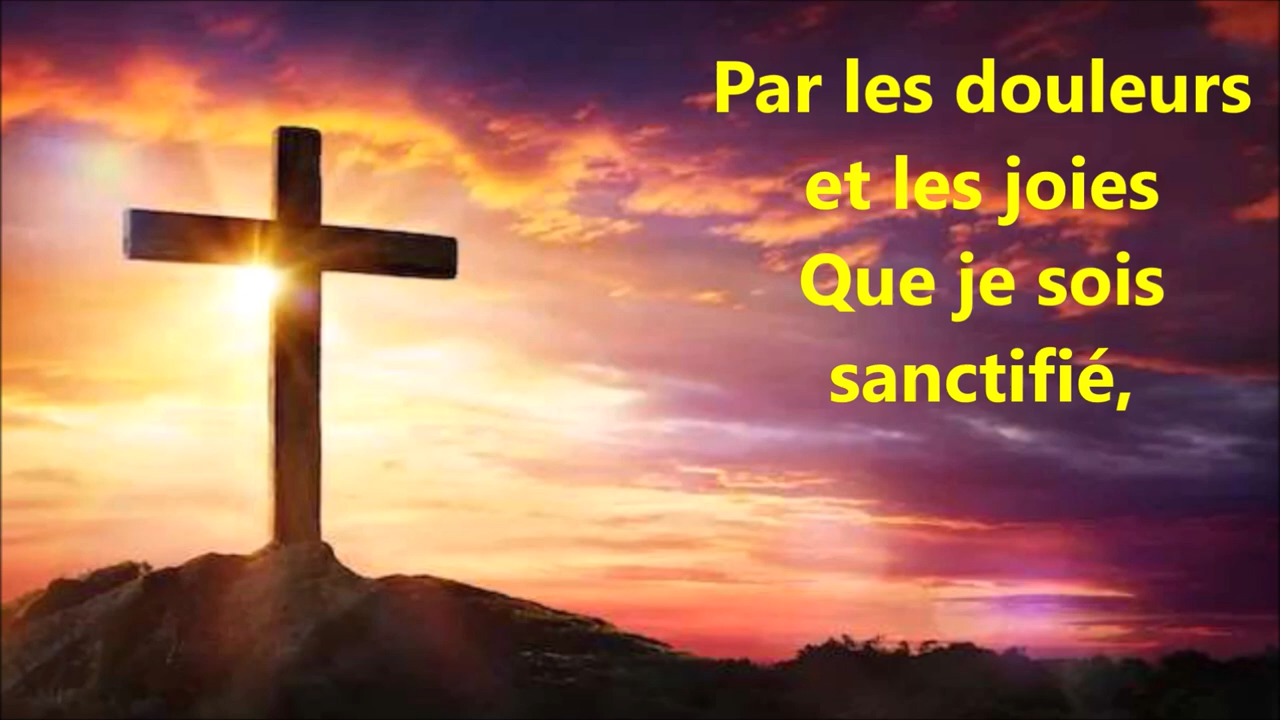 Par les douleurs
et les joies
Que je sois
sanctifié,